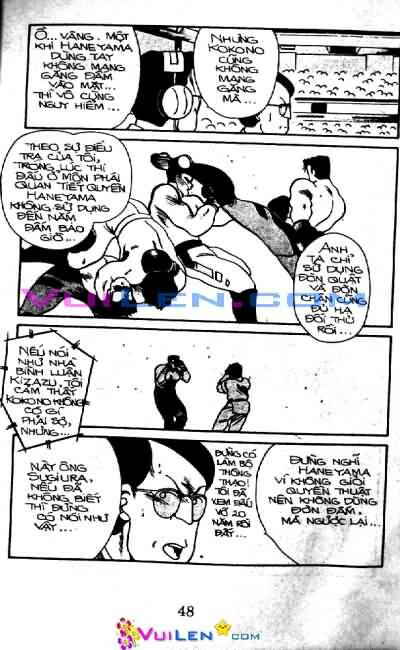 Ồ... VÂNG. MỘT
KHI HANEYAMA
DÙNG TAY
KHÔNG MANG
GĂNG ĐẤM
VÀO MẶT...
THÌ VÔ CÙNG
NGUY HIỂM...
NHƯNG
KOKONO
CŨNG
KHÔNG
MANG
GĂNG
MÀ...
THEO SỰ ĐIỀU
TRA CỦA TÔI,
TRONG LÚC THI
ĐẤU Ở MÔN PHÁI
QUAN TIẾT QUYỀN
HANEYAMA
KHÔNG SỬ DỤNG
ĐẾN NẮM
ĐẤM BAO
GIỜ...
ANH
TA CHỈ
SỬ DỤNG
ĐÒN QUẬT
VÀ ĐÒN
CHÂN CŨNG
ĐỦ HẠ
ĐỐI THỦ
RỒI...
VUILEN.COM
NẾU NÓI
NHƯ NHÀ
BÌNH LUẬN
KIZAZU. TÔI
CẢM THẤY
KOKONO KHÔNG
CÓ GÌ
PHẢI SỢ,
NHƯNG...
NÀY ÔNG
SUGIURA,
NẾU ĐÃ
KHÔNG BIẾT
THÌ ĐỪNG
CÓ NÓI NHƯ
VẬY...
ĐỪNG CÓ
LÀM BỘ
THÔNG
THẠO!
TÔI ĐÃ
XEM ĐẤU
VÕ 20
NĂM RỒI
ĐẤY...
ĐỪNG NGHĨ
HANEYAMA
VÌ KHÔNG GIỎI
QUYỀN THUẬT
NÊN KHÔNG DÙNG
ĐÒN ĐẤM.
MÀ NGƯỢC LẠI...
48
VUILEN.COM